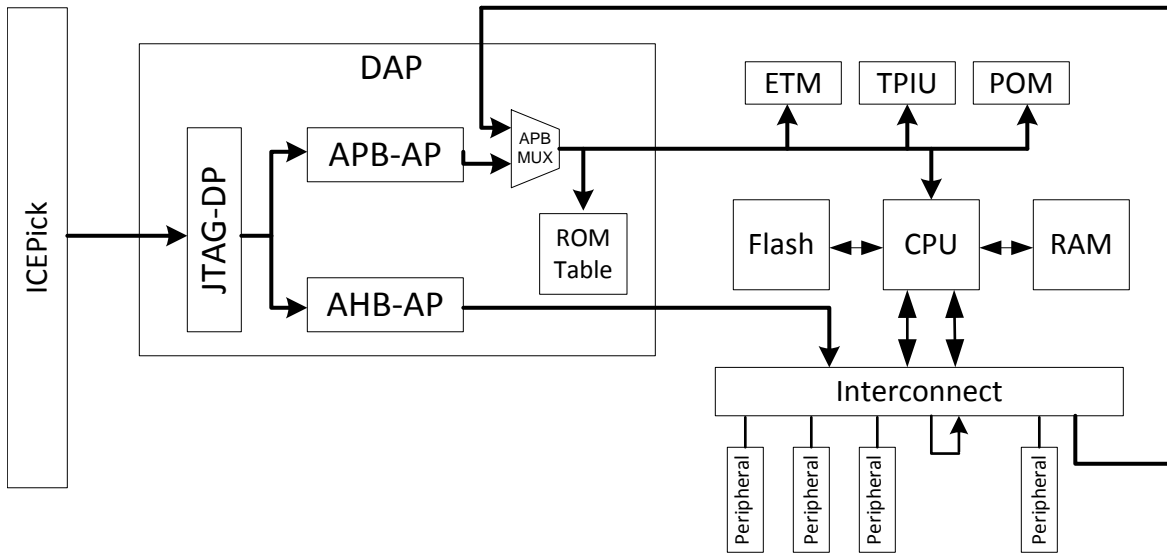 DAP
ICEPick
JTAG-DP
APB-AP
AHB-AP
APB
MUX
ROM
Table
ETM
TPIU
POM
Flash
CPU
RAM
Interconnect
Peripheral
Peripheral
Peripheral
Peripheral